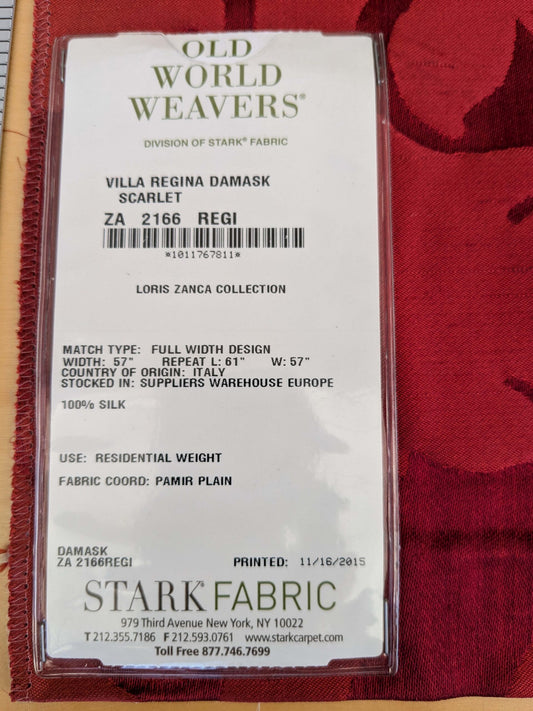 OLD
WORLD
WEAVERS®
DIVISION OF STARK® FABRIC
VILLA REGINA DAMASK
SCARLET
ZA 2166 REGI
*1011767811*
LORIS ZANCA COLLECTION
MATCH TYPE: FULL WIDTH DESIGN
WIDTH: 57" REPEAT L: 61" W: 57"
COUNTRY OF ORIGIN: ITALY
STOCKED IN: SUPPLIERS WAREHOUSE EUROPE
100% SILK
USE: RESIDENTIAL WEIGHT
FABRIC COORD: PAMIR PLAIN
DAMASK
ZA 2166REGI PRINTED: 11/16/2015
STARK® FABRIC
979 Third Avenue New York, NY 10022
T 212.355.7186 F 212.593.0761 www.starkcarpet.com
Toll Free 877.746.7699